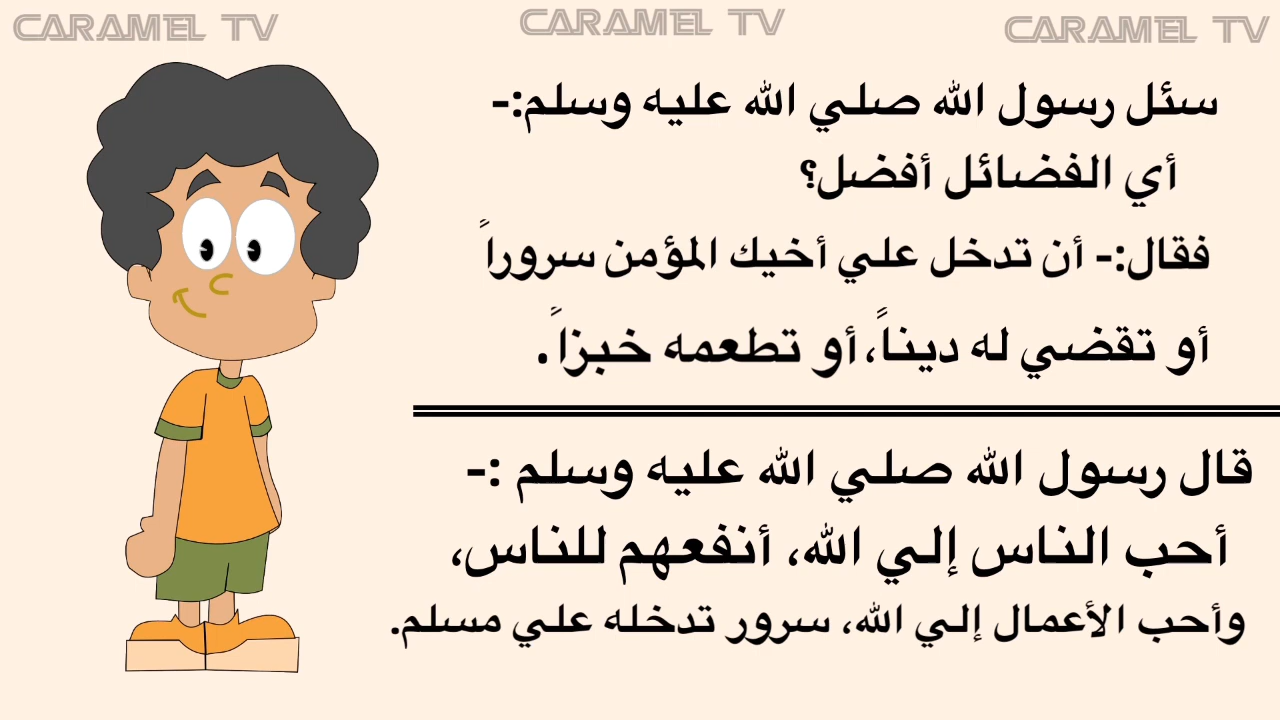 CARAMEL TV CARAMEL TV CARAMEL TV
سئل رسول الله صلي الله عليه وسلم:-
أي الفضائل أفضل؟
فقال:- أن تدخل علي أخيك المؤمن سروراً
أو تقضي له ديناً، أو تطعمه خبزاً.
قال رسول الله صلي الله عليه وسلم :-
أحب الناس إلي الله، أنفعهم للناس،
وأحب الأعمال إلي الله، سرور تدخله علي مسلم.